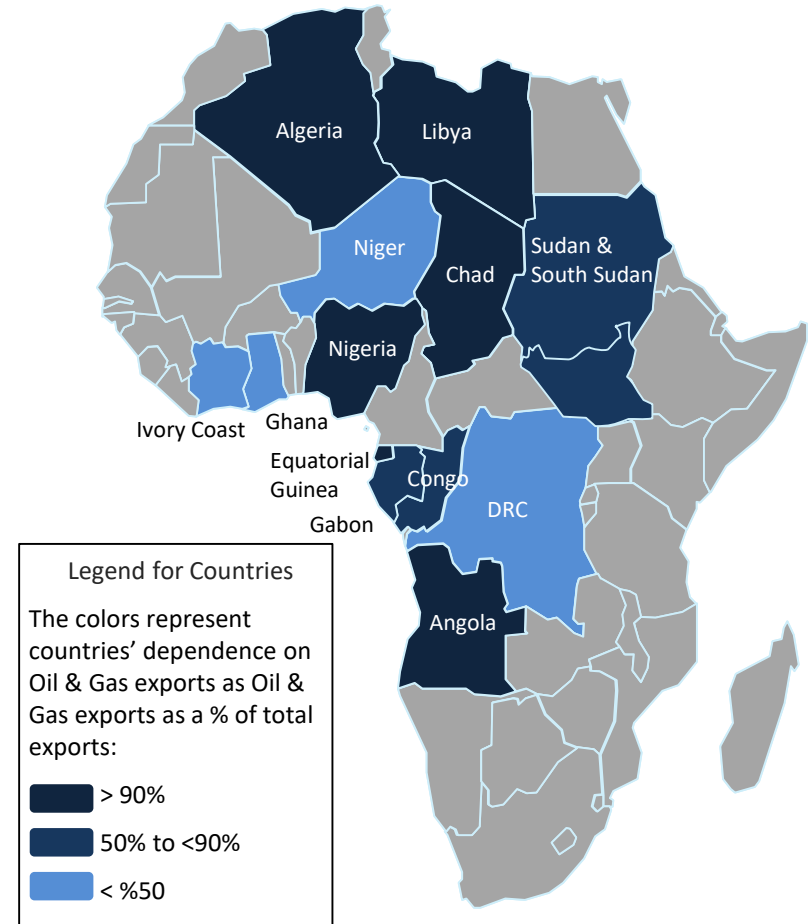 Algeria
Libya
Niger
Chad
Sudan &
South Sudan
Nigeria
Ivory Coast
Ghana
Equatorial
Guinea
Congo
Gabon
DRC
Angola
Legend for Countries
The colors represent
countries’ dependence on
Oil & Gas exports as Oil &
Gas exports as a % of total
exports:
> 90%
50% to <90%
< %50